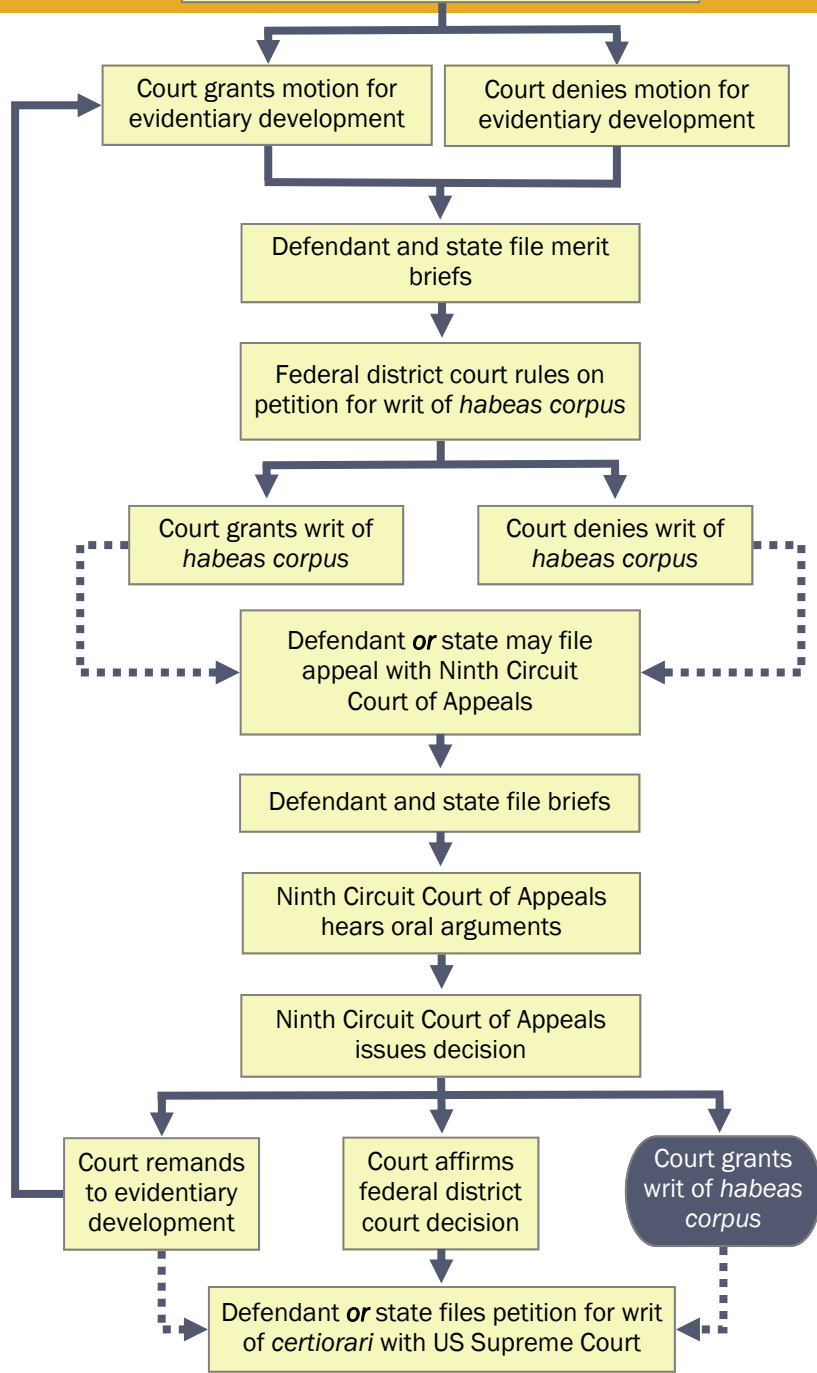 Court grants motion for
evidentiary development
Court denies motion for
evidentiary development
Defendant and state file merit
briefs
Federal district court rules on
petition for writ of habeas corpus
Court grants writ of
habeas corpus
Court denies writ of
habeas corpus
Defendant or state may file
appeal with Ninth Circuit
Court of Appeals
Defendant and state file briefs
Ninth Circuit Court of Appeals
hears oral arguments
Ninth Circuit Court of Appeals
issues decision
Court remands
to evidentiary
development
Court affirms
federal district
court decision
Court grants
writ of habeas
corpus
Defendant or state files petition for writ
of certiorari with US Supreme Court